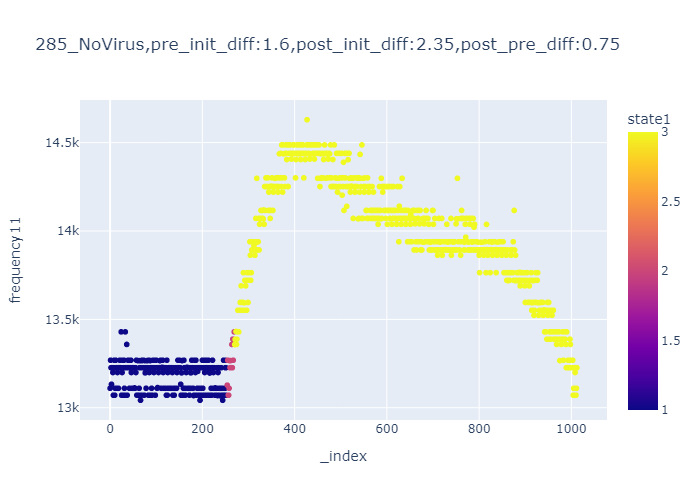 285_NoVirus,pre_init_diff:1.6,post_init_diff:2.35,post_pre_diff:0.75
state1
3
2.5
2
1.5
1
14.5k
14k
13.5k
13k
frequency11
0
200
400
600
800
1000
_index